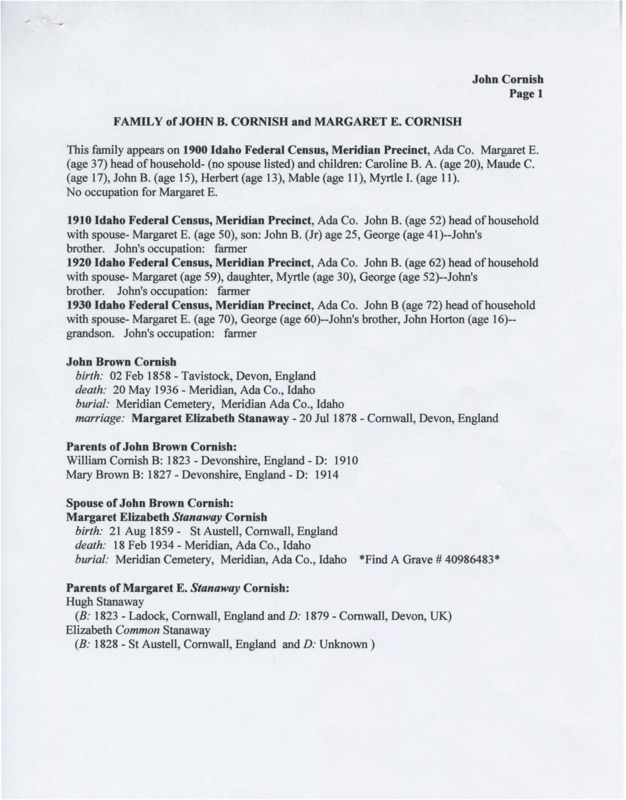 John Cornish
Page 1
FAMILY of JOHN B. CORNISH and MARGARET E. CORNISH
This family appears on 1900 Idaho Federal Census, Meridian Precinct, Ada Co. Margaret E.
(age 37) head of household- (no spouse listed) and children: Caroline B. A. (age 20), Maude C.
(age 17), John B. (age 15), Herbert (age 13), Mable (age 11), Myrtle I. (age 11).
No occupation for Margaret E.
1910 Idaho Federal Census, Meridian Precinct, Ada Co. John B. (age 52) head of household
with spouse- Margaret E. (age 50), son: John B. (Jr) age 25, George (age 41)--John's
brother. John's occupation: farmer
1920 Idaho Federal Census, Meridian Precinct, Ada Co. John B. (age 62) head of household
with spouse- Margaret (age 59), daughter, Myrtle (age 30), George (age 52)--John's
brother. John's occupation: farmer
1930 Idaho Federal Census, Meridian Precinct, Ada Co. John B (age 72) head of household
with spouse- Margaret E. (age 70), George (age 60)--John's brother, John Horton (age 16)--
grandson. John's occupation: farmer
John Brown Cornish
birth: 02 Feb 1858 - Tavistock, Devon, England
death: 20 May 1936 - Meridian, Ada Co., Idaho
burial: Meridian Cemetery, Meridian Ada Co., Idaho
marriage: Margaret Elizabeth Stanaway - 20 Jul 1878 - Cornwall, Devon, England
Parents of John Brown Cornish:
William Cornish B: 1823 - Devonshire, England - D: 1910
Mary Brown B: 1827 - Devonshire, England - D: 1914
Spouse of John Brown Cornish:
Margaret Elizabeth Stanaway Cornish
birth: 21 Aug 1859 - St Austell, Cornwall, England
death: 18 Feb 1934 - Meridian, Ada Co., Idaho
burial: Meridian Cemetery, Meridian, Ada Co., Idaho *Find A Grave # 40986483*
Parents of Margaret E. Stanaway Cornish:
Hugh Stanaway
(B: 1823 - Ladock, Cornwall, England and D: 1879 - Cornwall, Devon, UK)
Elizabeth Common Stanaway
(B: 1828 - St Austell, Cornwall, England and D: Unknown )